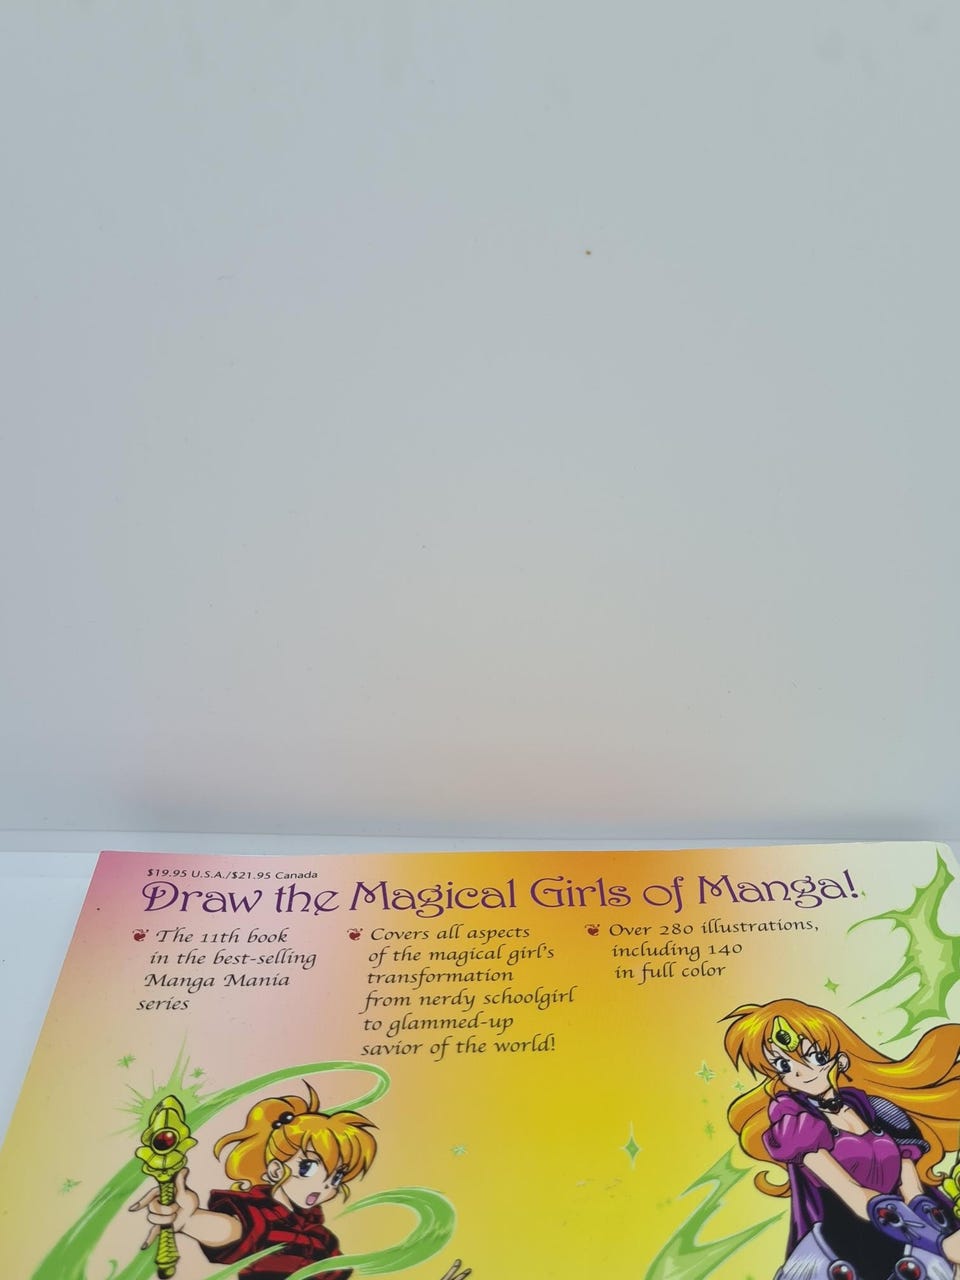 $19.95 U.S.A./$21.95 Canada
Draw the Magical Girls of Manga!
The 11th book
in the best-selling
Manga Mania
series
Covers all aspects
of the magical girl's
transformation
from nerdy schoolgirl
to glammed-up
savior of the world!
Over 280 illustrations,
including 140
in full color